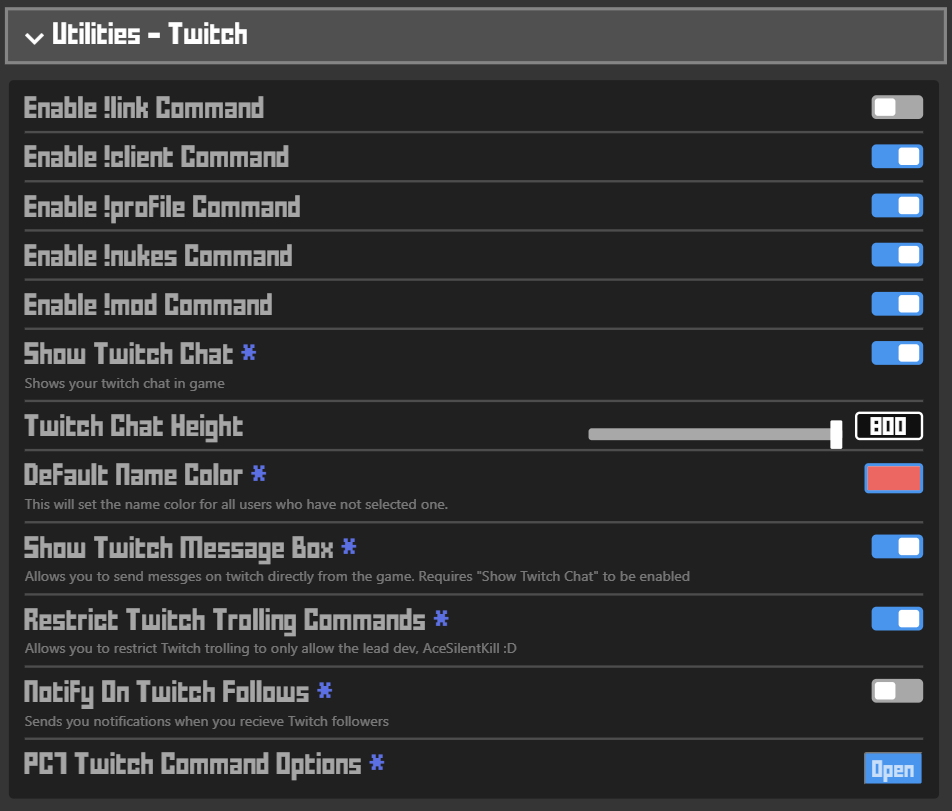 Utilities - Twitch
Enable !link Command
Enable !client Command
Enable !profile Command
Enable !nukes Command
Enable !mod Command
Show Twitch Chat *
Shows your twitch chat in game
Twitch Chat Height 800
Default Name Color *
This will set the name color for all users who have not selected one.
Show Twitch Message Box *
Allows you to send messges on twitch directly from the game. Requires "Show Twitch Chat" to be enabled
Restrict Twitch Trolling Commands *
Allows you to restrict Twitch trolling to only allow the lead dev, AceSilentKill :D
Notify On Twitch Follows *
Sends you notifications when you recieve Twitch followers
PC7 Twitch Command Options * Open